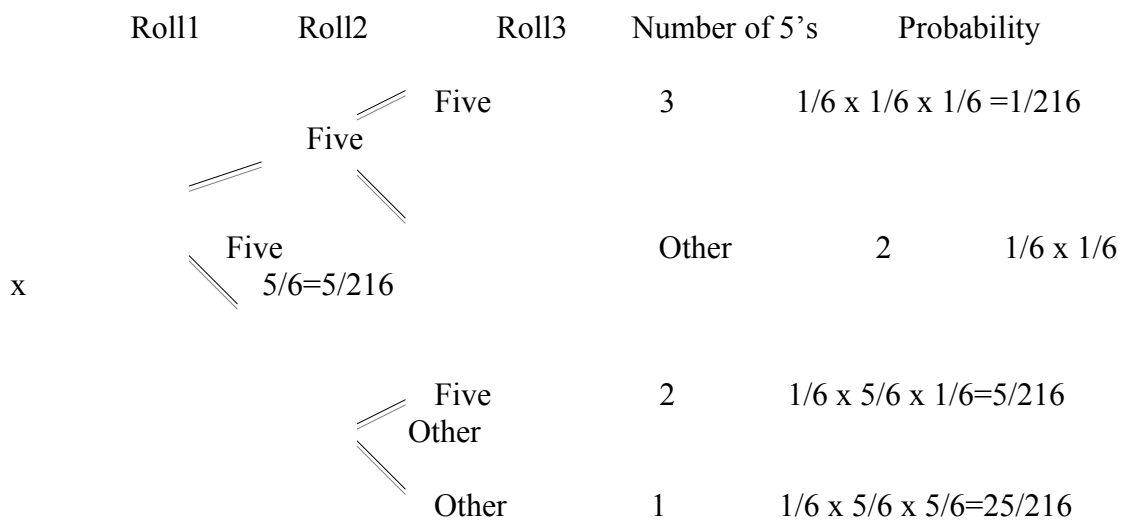 Roll1 Roll2 Roll3 Number of 5’s Probability
Five 3 1/6 x 1/6 x 1/6 =1/216
Five
Five Other 2 1/6 x 1/6
x 5/6=5/216
Five 2 1/6 x 5/6 x 1/6=5/216
Other
Other 1 1/6 x 5/6 x 5/6=25/216